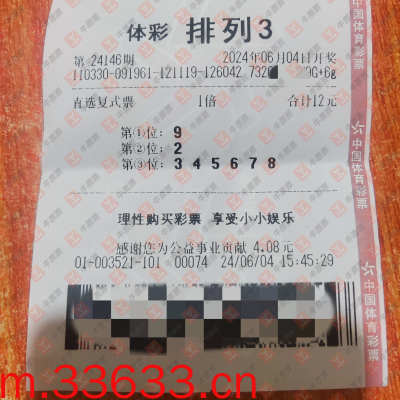 体彩 排列3
第 24146期 2024年06月04日开奖
110330-091961-121119-126042 732 0G+6g
直选复式票 1倍 合计12元
第①位：9
第②位：2
第③位：3 4 5 6 7 8
理性购买彩票 享受小小娱乐
感谢您为公益事业贡献 4.08元
01-003521-101 00074 24/06/04 15:45:29
中国体育彩票
中国体育彩票
中国体育彩票
m.33633.cn